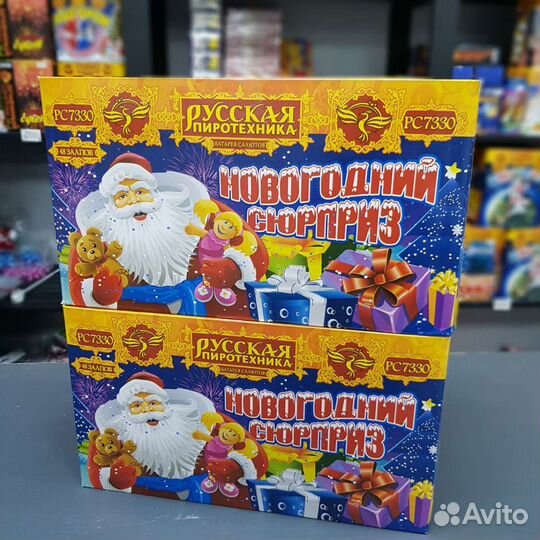 РС7330
РУССКАЯ
ПИРОТЕХНИКА
БАТАРЕЯ САЛЮТОВ
РС7330
48 ЗАЛПОВ
НОВОГОДНИЙ
СЮРПРИЗ
РС7330
РУССКАЯ
ПИРОТЕХНИКА
БАТАРЕЯ САЛЮТОВ
РС7330
48 ЗАЛПОВ
НОВОГОДНИЙ
СЮРПРИЗ
Avito